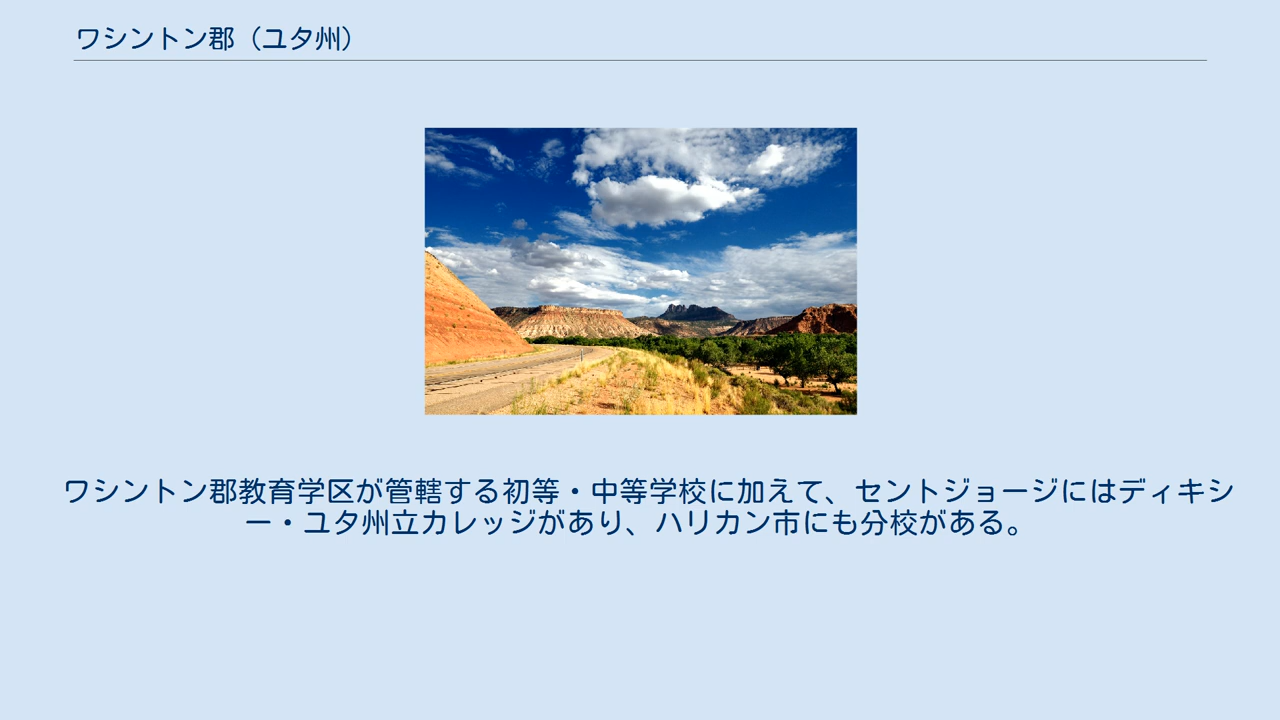 ワシントン郡（ユタ州）
ワシントン郡教育学区が管轄する初等・中等学校に加えて、セントジョージにはディキシ
ー・ユタ州立カレッジがあり、ハリカン市にも分校がある。